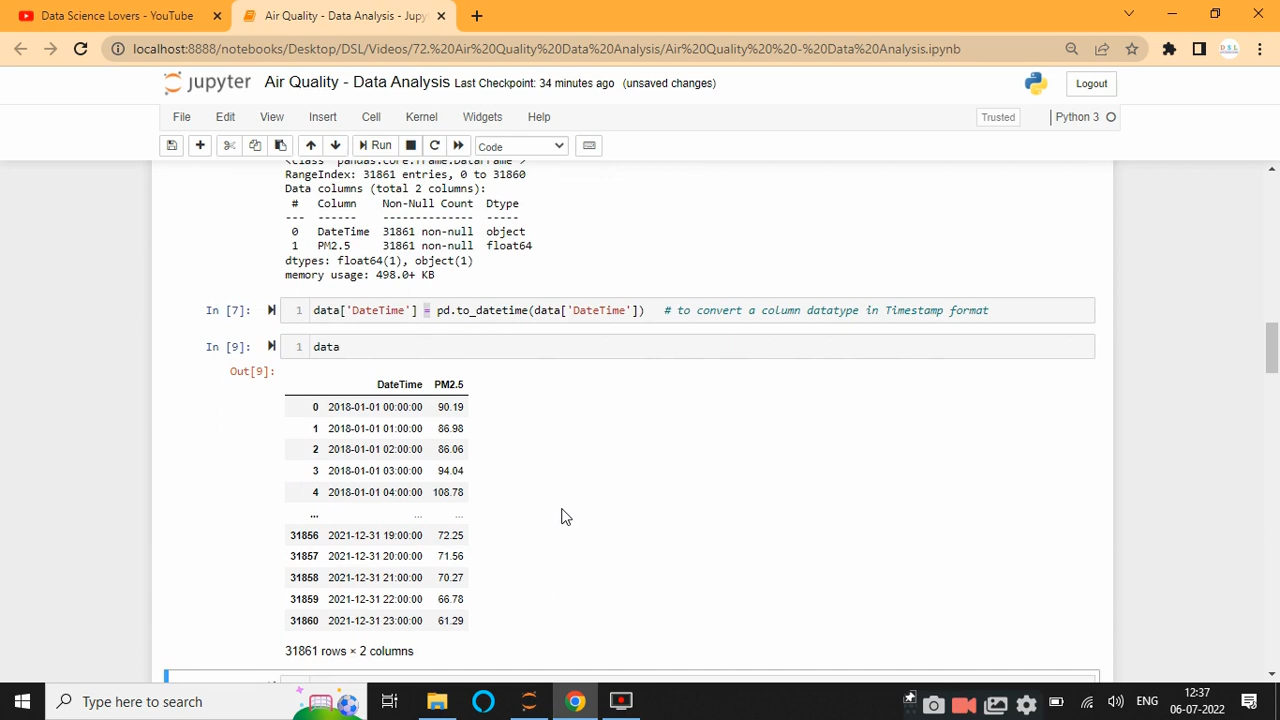 Data Science Lovers - YouTube
Air Quality - Data Analysis - Jupy
localhost:8888/notebooks/Desktop/DSL/Videos/72.%20Air%20Quality%20Data%20Analysis/Air%20Quality%20%20-%20Data%20Analysis.ipynb
jupyter Air Quality - Data Analysis Last Checkpoint: 34 minutes ago (unsaved changes)
Logout
File Edit View Insert Cell Kernel Widgets Help
Trusted
Python 3
Run
Code
<class 'pandas.core.frame.DataFrame'>
RangeIndex: 31861 entries, 0 to 31860
Data columns (total 2 columns):
# Column Non-Null Count Dtype
--- ------ -------------- -----
0 DateTime 31861 non-null object
1 PM2.5 31861 non-null float64
dtypes: float64(1), object(1)
memory usage: 498.0+ KB
In [7]: 1 data['DateTime'] = pd.to_datetime(data['DateTime']) # to convert a column datatype in Timestamp format
In [9]: 1 data
Out[9]:
DateTime PM2.5
0 2018-01-01 00:00:00 90.19
1 2018-01-01 01:00:00 86.98
2 2018-01-01 02:00:00 86.06
3 2018-01-01 03:00:00 94.04
4 2018-01-01 04:00:00 108.78
... ... ...
31856 2021-12-31 19:00:00 72.25
31857 2021-12-31 20:00:00 71.56
31858 2021-12-31 21:00:00 70.27
31859 2021-12-31 22:00:00 66.78
31860 2021-12-31 23:00:00 61.29
31861 rows × 2 columns
Type here to search
ENG
12:37
06-07-2022